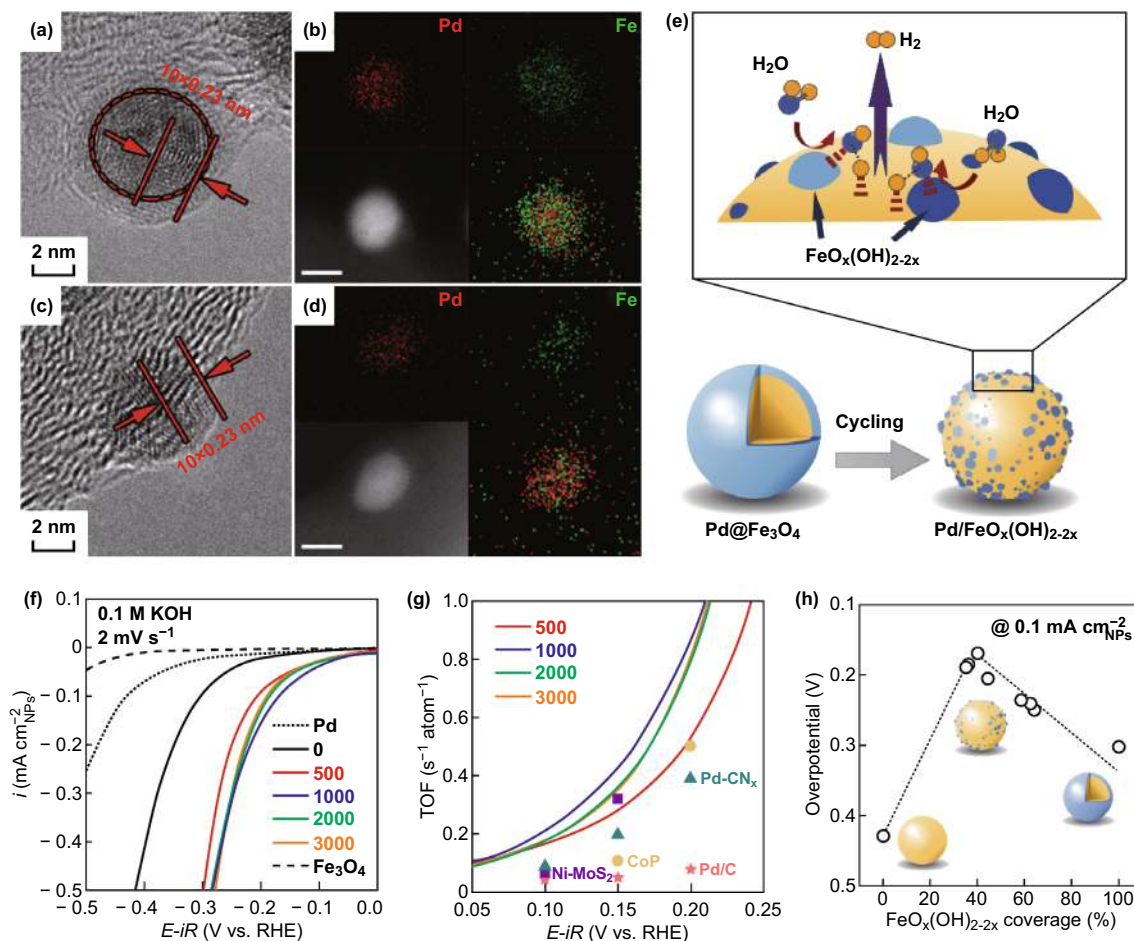 (a)
10×0.23 nm
2 nm
(b)
Pd
Fe
(c)
10×0.23 nm
2 nm
(d)
Pd
Fe
(e)
H2
H2O
H2O
FeOx(OH)2-2x
Cycling
Pd@Fe3O4
Pd/FeOx(OH)2-2x
(f)
0.1 M KOH
2 mV s−1
Pd
0
500
1000
2000
3000
Fe3O4
0.1
0
−0.1
−0.2
−0.3
−0.4
−0.5
i (mA cm−2NPs)
−0.5
−0.4
−0.3
−0.2
−0.1
0.0
E-iR (V vs. RHE)
(g)
500
1000
2000
3000
Pd-CNx
Ni-MoS2
CoP
Pd/C
1.0
0.8
0.6
0.4
0.2
0
TOF (s−1 atom−1)
0.05
0.10
0.15
0.20
0.25
E-iR (V vs. RHE)
(h)
@ 0.1 mA cm−2NPs
0.1
0.2
0.3
0.4
0.5
Overpotential (V)
0
20
40
60
80
100
FeOx(OH)2-2x coverage (%)